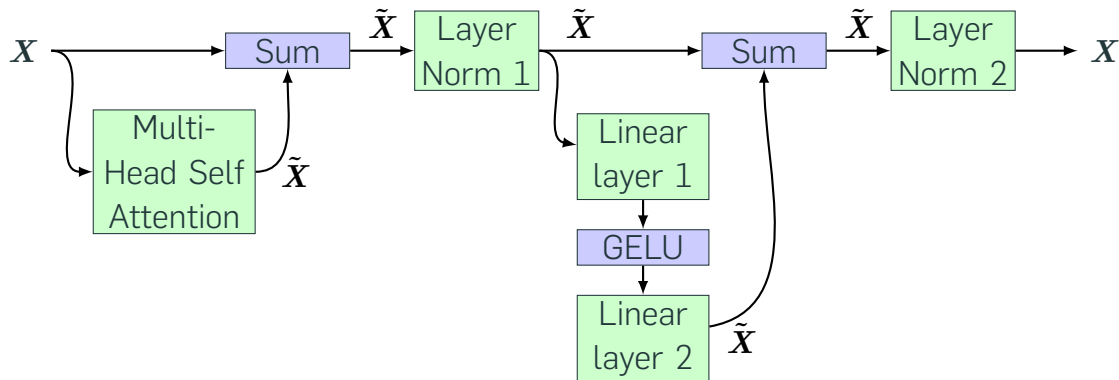 X
Sum
X̃
Layer
Norm 1
X̃
Sum
X̃
Layer
Norm 2
X
Multi-
Head Self
Attention
X̃
Linear
layer 1
GELU
Linear
layer 2
X̃